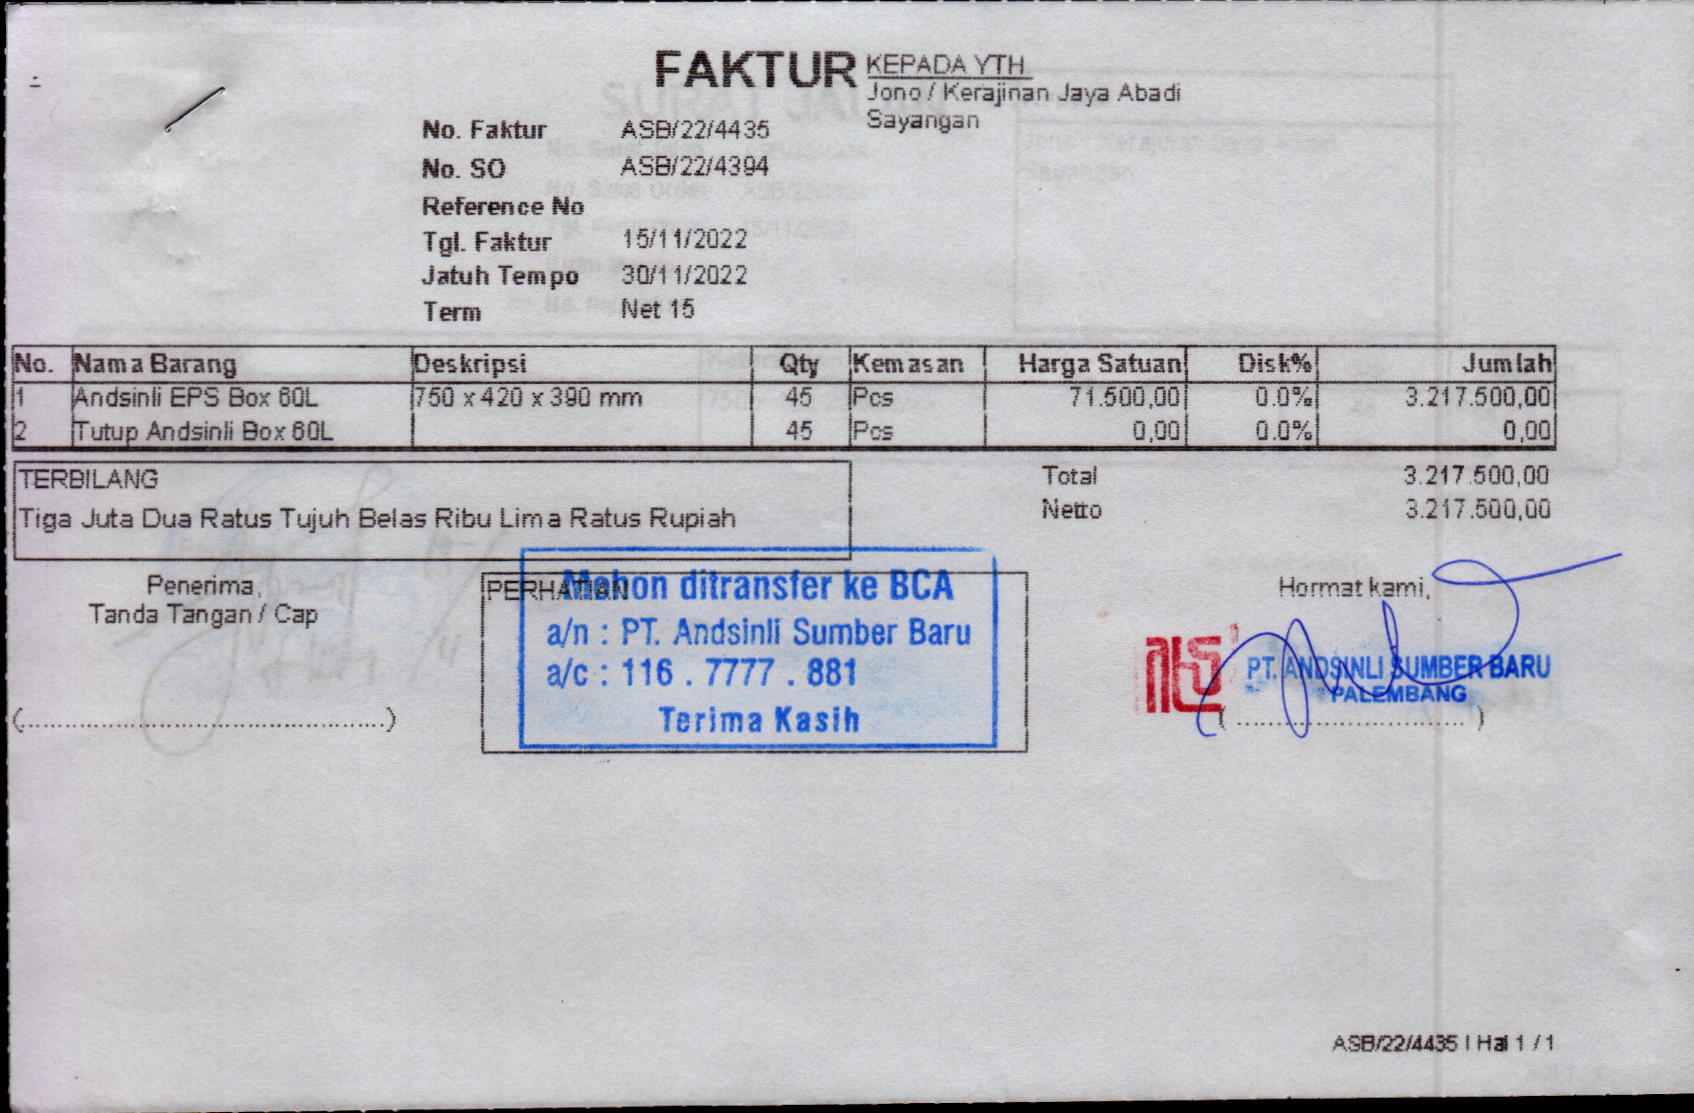 FAKTUR
KEPADA YTH
Jono / Kerajinan Jaya Abadi
Sayangan
No. Faktur ASB/22/4435
No. SO ASB/22/4394
Reference No
Tgl. Faktur 15/11/2022
Jatuh Tempo 30/11/2022
Term Net 15
No. Nama Barang Deskripsi Qty Kemasan Harga Satuan Disk% Jumlah
1 Andsinli EPS Box 60L 750 x 420 x 390 mm 45 Pcs 71.500,00 0.0% 3.217.500,00
2 Tutup Andsinli Box 60L 45 Pcs 0,00 0.0% 0,00
TERBILANG
Tiga Juta Dua Ratus Tujuh Belas Ribu Lima Ratus Rupiah
Total 3.217.500,00
Netto 3.217.500,00
Penerima,
Tanda Tangan / Cap
(................................................)
PERHATIAN
Mohon ditransfer ke BCA
a/n : PT. Andsinli Sumber Baru
a/c : 116 . 7777 . 881
Terima Kasih
Hormat kami,
PT. ANDSINLI SUMBER BARU
PALEMBANG
(..............................)
ASB/22/4435 | Hal 1 / 1